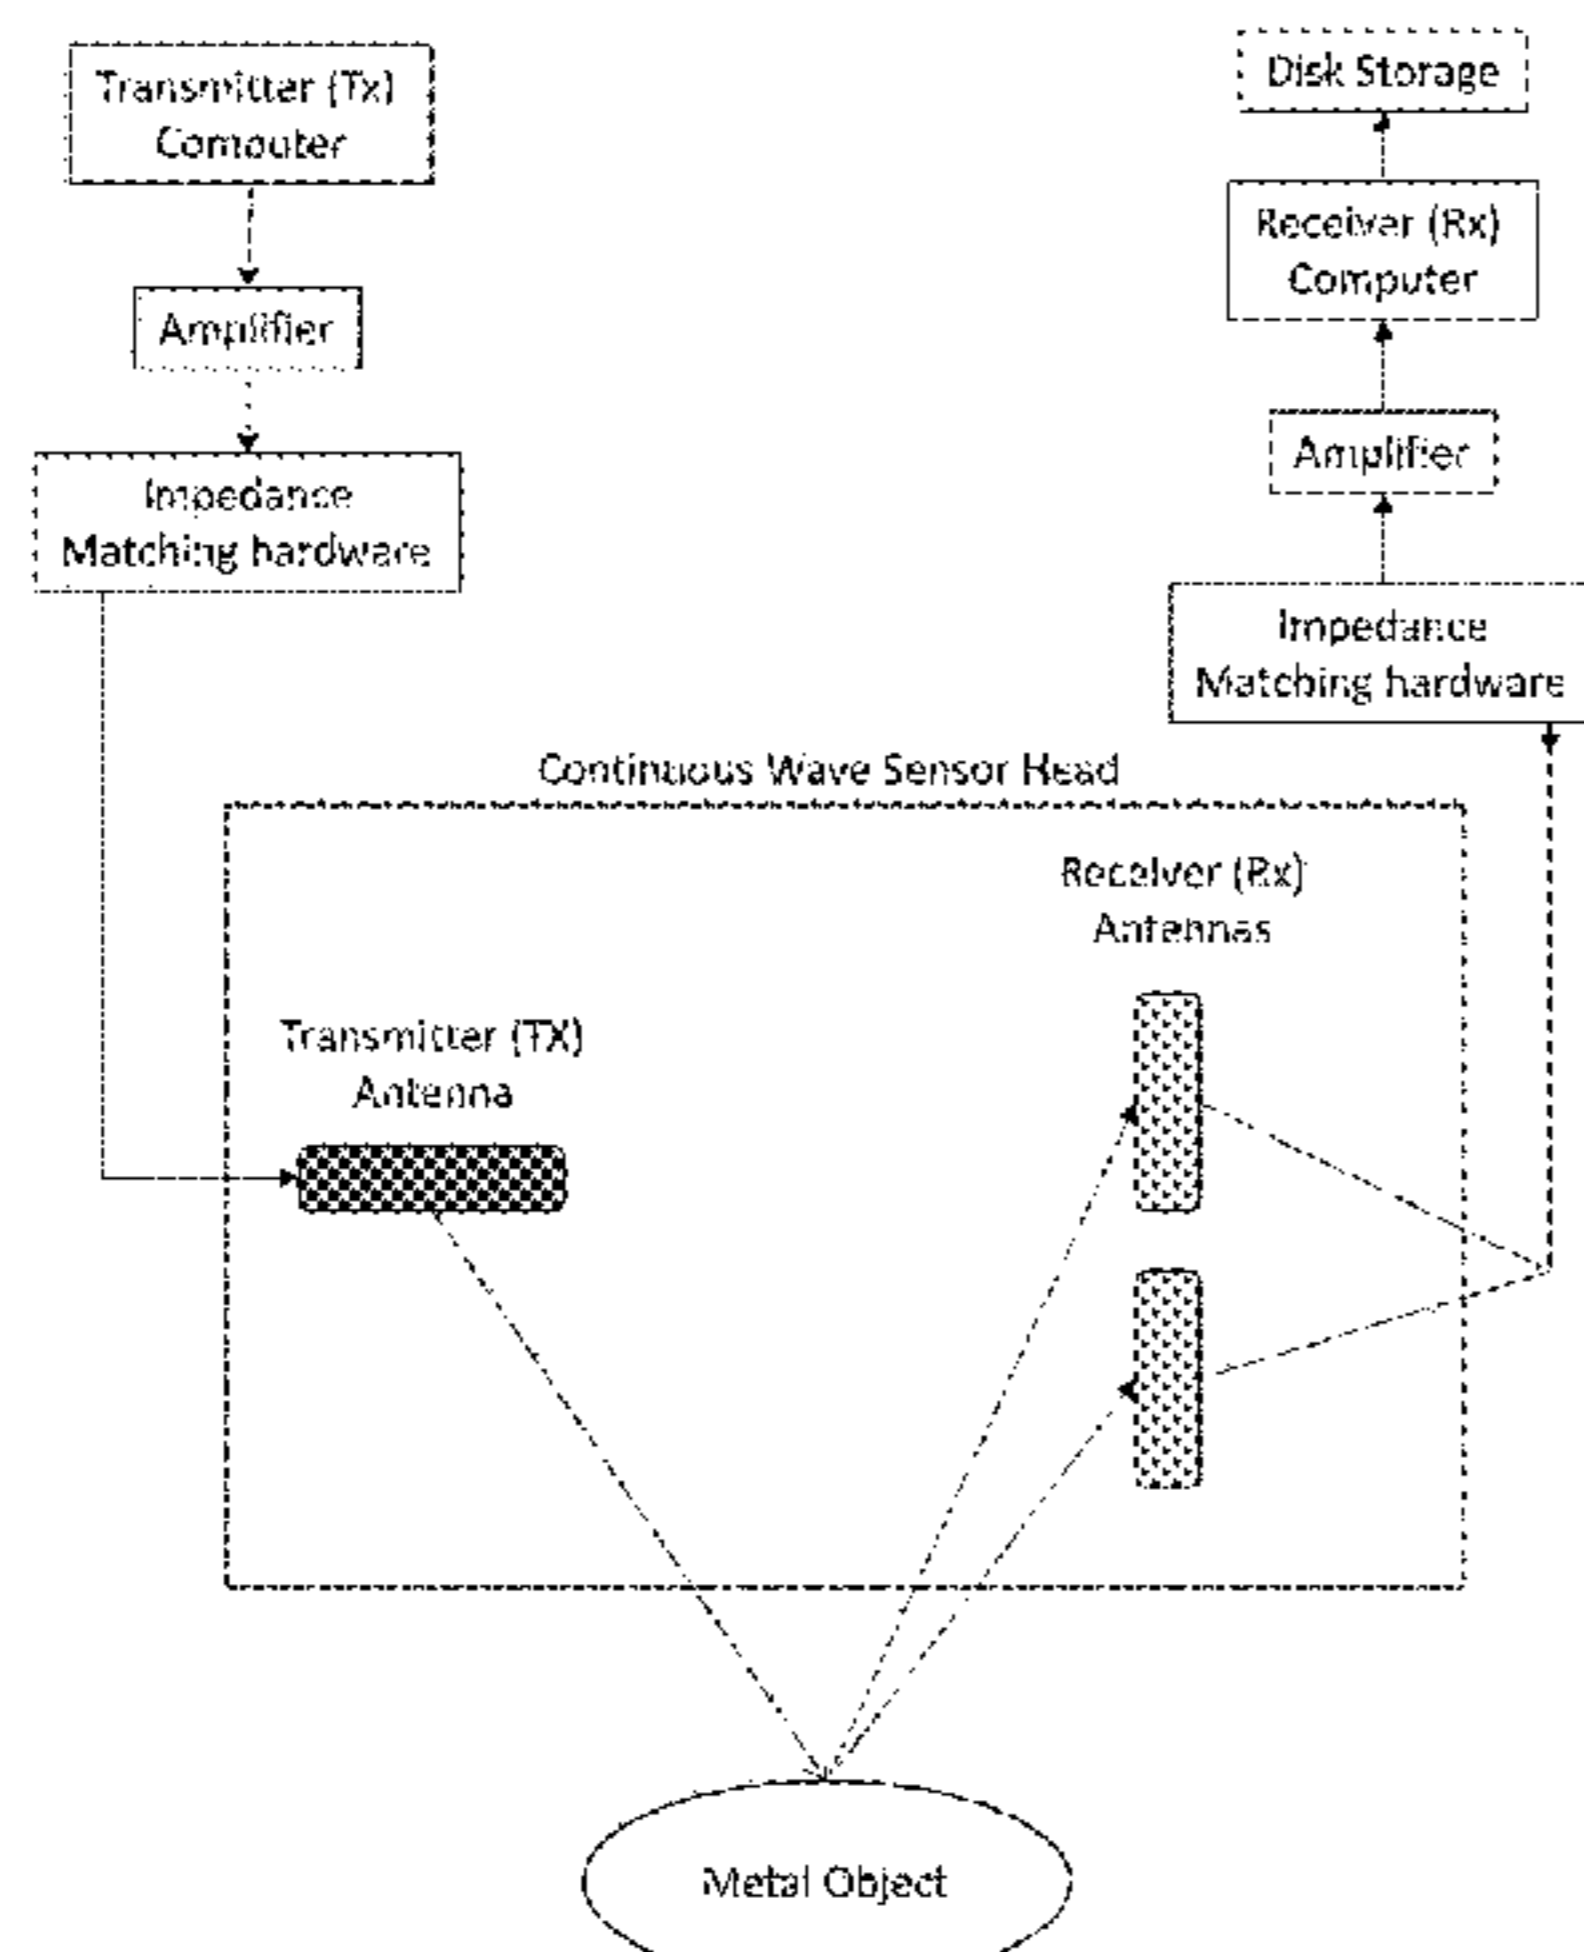 Transmitter (Tx)
Comouter
Amplifier
Impedance
Matching hardware
Disk Storage
Receiver (Rx)
Computer
Amplifier
Impedance
Matching hardware
Continuous Wave Sensor Head
Receiver (Rx)
Antennas
Transmitter (TX)
Antenna
Metal Object